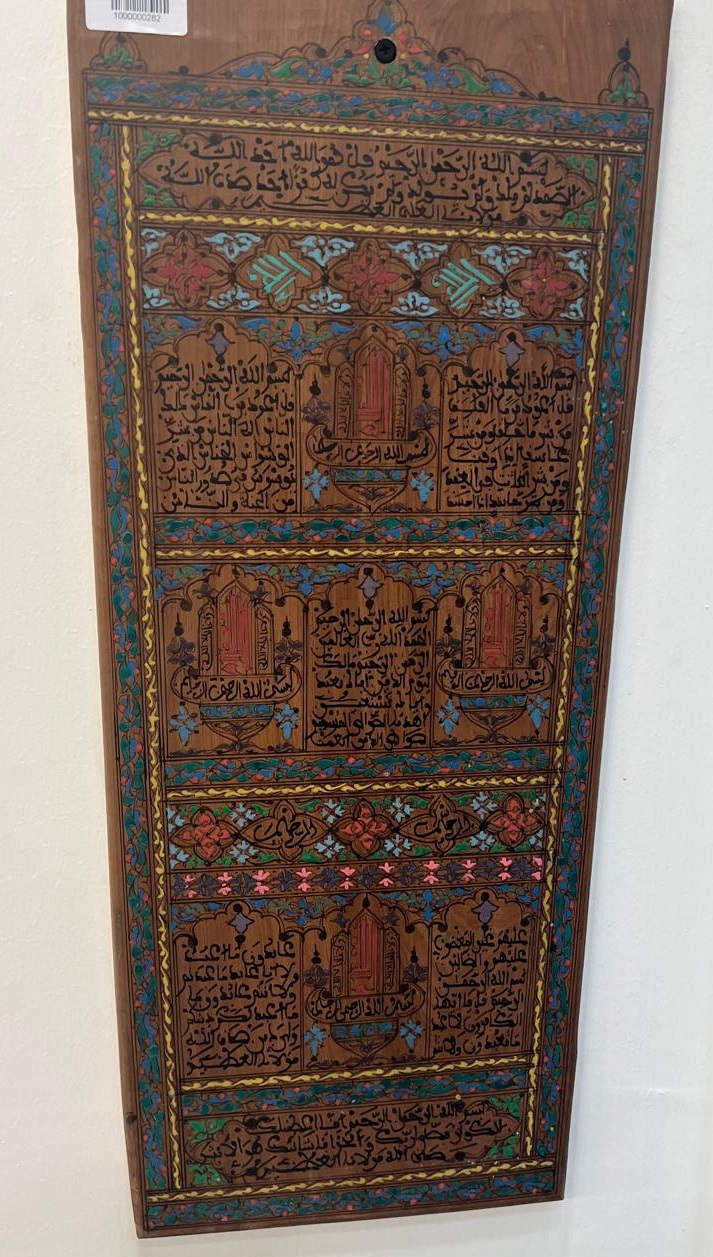 1000000282
بسم الله الرحمن الرحيم قل هو الله أحد الله
الصمد لم يلد ولم يولد ولم يكن له كفؤا أحد صدق الله
مولانا العظيم
الله
الله
بسم الله الرحمن الرحيم
قل أعوذ برب الفلق
من شر ما خلق ومن شر
غاسق إذا وقب
ومن شر النفاثات في العقد
ومن شر حاسد إذا حسد
بسم الله الرحمن الرحيم
بسم الله الرحمن الرحيم
قل أعوذ برب الناس ملك
الناس إله الناس من شر
الوسواس الخناس الذي
يوسوس في صدور الناس
من الجنة والناس
بسم الله الرحمن الرحيم
بسم الله الرحمن الرحيم
الحمد لله رب العالمين
الرحمن الرحيم مالك
يوم الدين إياك نعبد
وإياك نستعين
اهدنا الصراط المستقيم
صراط الذين أنعمت
بسم الله الرحمن الرحيم
الرحمن
الرحيم
عليهم غير المغضوب
عليهم ولا الضالين
بسم الله الرحمن
الرحيم قل يا أيها
الكافرون لا أعبد
ما تعبدون ولا أنتم
بسم الله الرحمن الرحيم
عابدون ما أعبد
ولا أنا عابد ما عبدتم
ولا أنتم عابدون
ما أعبد لكم دينكم
ولي دين صدق الله
مولانا العظيم
بسم الله الرحمن الرحيم إنا أعطيناك
الكوثر فصل لربك وانحر إن شانئك هو الأبتر
صدق الله مولانا العظيم